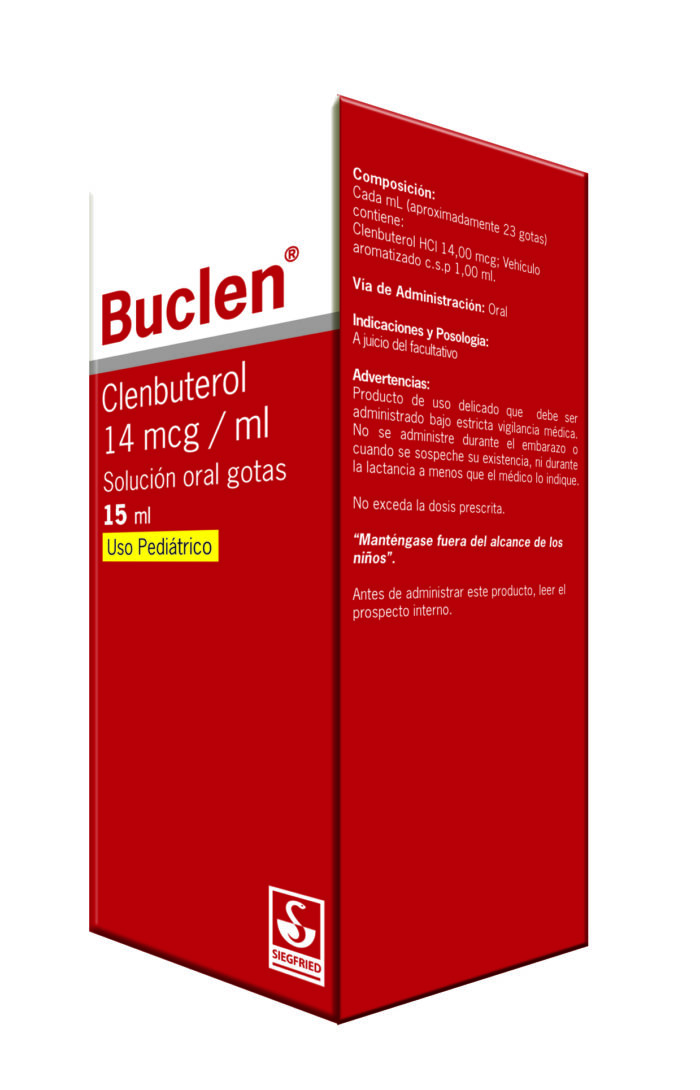 Buclen®
Clenbuterol
14 mcg / ml
Solución oral gotas
15 ml
Uso Pediátrico
SIEGFRIED
Composición:
Cada mL (aproximadamente 23 gotas)
contiene:
Clenbuterol HCl 14,00 mcg; Vehículo
aromatizado c.s.p 1,00 ml.
Vía de Administración: Oral
Indicaciones y Posología:
A juicio del facultativo
Advertencias:
Producto de uso delicado que debe ser
administrado bajo estricta vigilancia médica.
No se administre durante el embarazo o
cuando se sospeche su existencia, ni durante
la lactancia a menos que el médico lo indique.
No exceda la dosis prescrita.
“Manténgase fuera del alcance de los
niños”.
Antes de administrar este producto, leer el
prospecto interno.